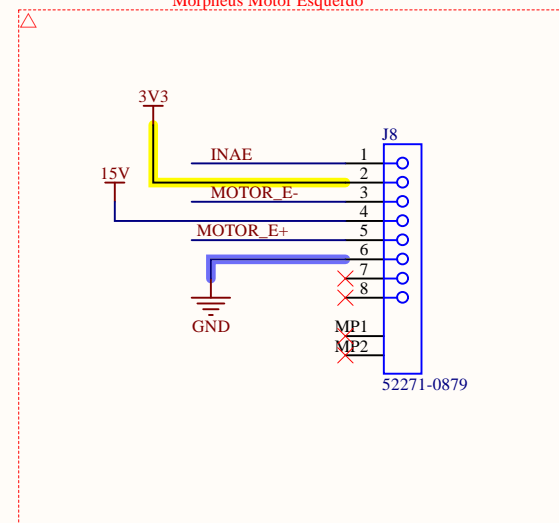 Morpheus Motor Esquerdo
3V3
J8
INAE
1
15V
2
MOTOR_E-
3
4
MOTOR_E+
5
6
7
8
GND
MP1
MP2
52271-0879